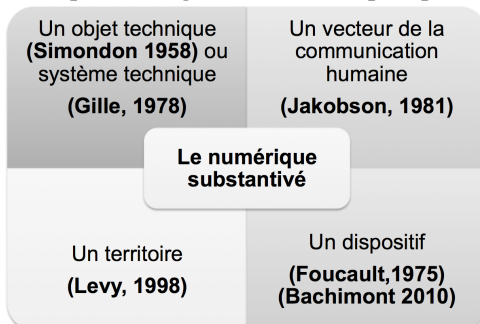 Un objet technique
(Simondon 1958) ou
système technique
(Gille, 1978)
Un vecteur de la
communication
humaine
(Jakobson, 1981)
Le numérique
substantivé
Un territoire
(Levy, 1998)
Un dispositif
(Foucault,1975)
(Bachimont 2010)